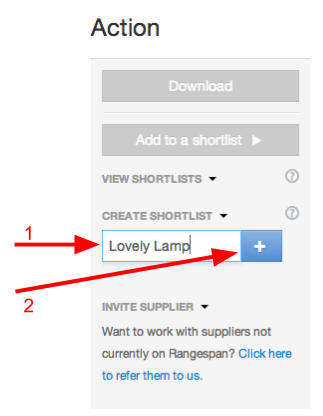 Action
Download
Add to a shortlist
VIEW SHORTLISTS
?
CREATE SHORTLIST
?
1
Lovely Lamp
+
2
INVITE SUPPLIER
Want to work with suppliers not
currently on Rangespan? Click here
to refer them to us.